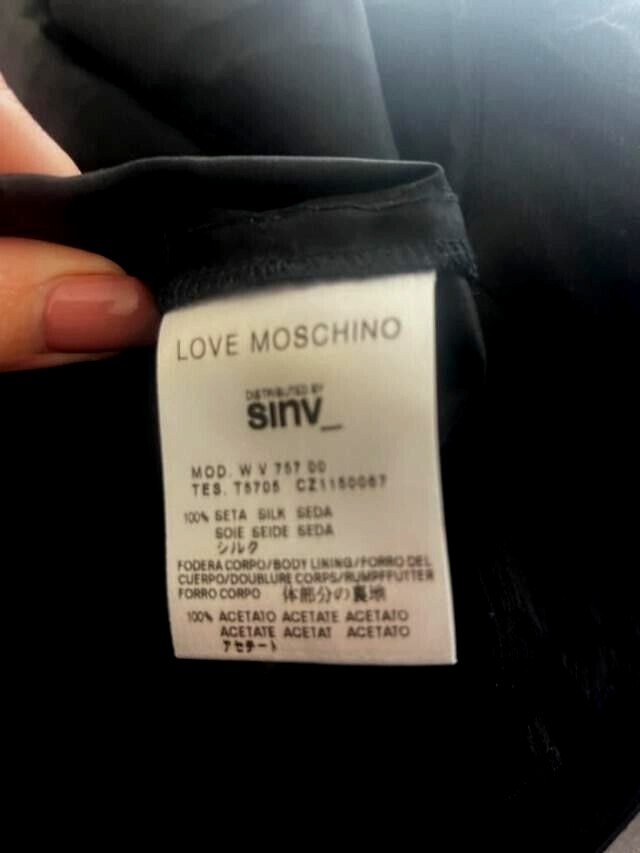 LOVE MOSCHINO
DISTRIBUTED BY
sinv_
MOD. W V 757 00
TES. T8705 CZ1150067
100% SETA SILK SEDA
SOIE SEIDE SEDA
シルク
FODERA CORPO/BODY LINING/FORRO DEL
CUERPO/DOUBLURE CORPS/RUMPFFUTTER
FORRO CORPO 体部分の裏地
100% ACETATO ACETATE ACETATO
ACETATE ACETAT ACETATO
アセテート